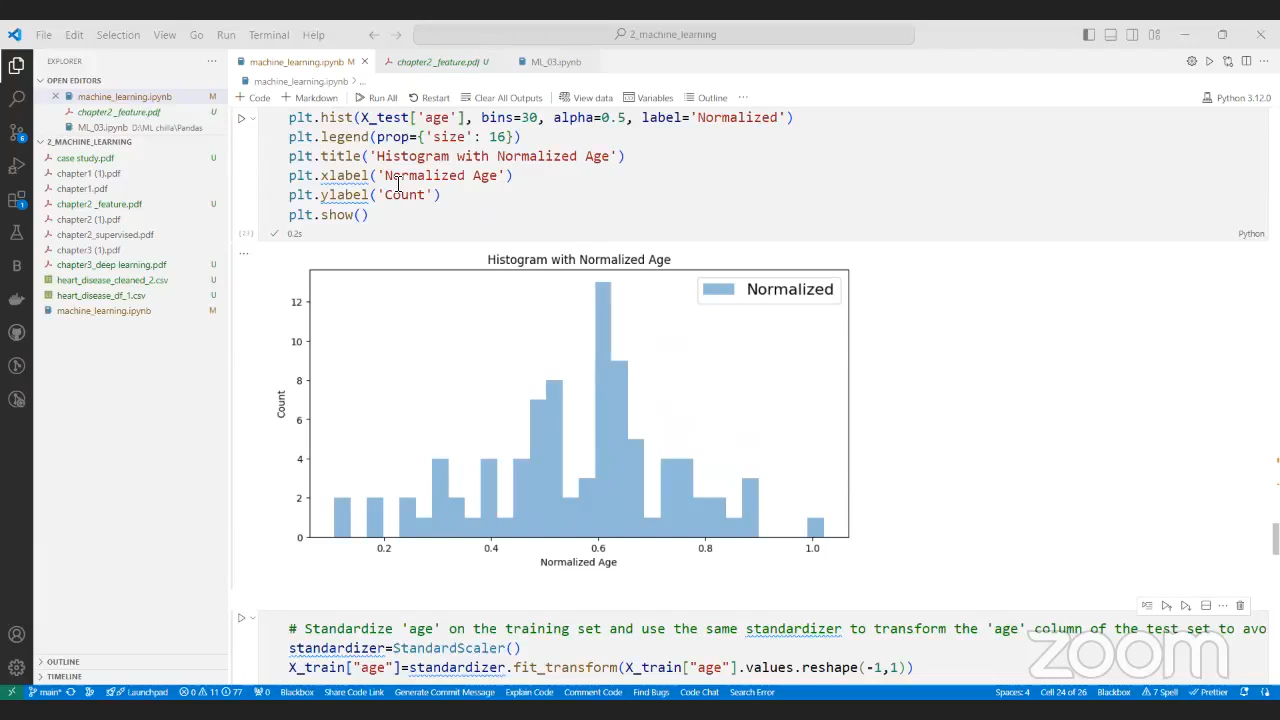 File Edit Selection View Go Run Terminal Help
2_machine_learning
EXPLORER
OPEN EDITORS
machine_learning.ipynb M
chapter2 _feature.pdf U
ML_03.ipynb D:\ML chilla\Pandas
2_MACHINE_LEARNING
case study.pdf U
chapter1 (1).pdf
chapter1.pdf
chapter2 _feature.pdf U
chapter2 (1).pdf
chapter2_supervised.pdf
chapter3 (1).pdf
chapter3_deep learning.pdf U
heart_disease_cleaned_2.csv U
heart_disease_df_1.csv U
machine_learning.ipynb M
OUTLINE
TIMELINE
machine_learning.ipynb M
chapter2 _feature.pdf U
ML_03.ipynb
machine_learning.ipynb > ...
+ Code + Markdown Run All Restart Clear All Outputs View data Variables Outline ... Python 3.12.0
plt.hist(X_test['age'], bins=30, alpha=0.5, label='Normalized')
plt.legend(prop={'size': 16})
plt.title('Histogram with Normalized Age')
plt.xlabel('Normalized Age')
plt.ylabel('Count')
plt.show()
0.2s Python
Histogram with Normalized Age
Normalized
12
10
8
6
4
2
0
Count
0.2 0.4 0.6 0.8 1.0
Normalized Age
# Standardize 'age' on the training set and use the same standardizer to transform the 'age' column of the test set to avo
standardizer=StandardScaler()
X_train["age"]=standardizer.fit_transform(X_train["age"].values.reshape(-1,1))
zoom
main* Launchpad 0 11 77 0 Blackbox Share Code Link Generate Commit Message Explain Code Comment Code Find Bugs Code Chat Search Error Spaces: 4 Cell 24 of 26 Blackbox 7 Spell Prettier